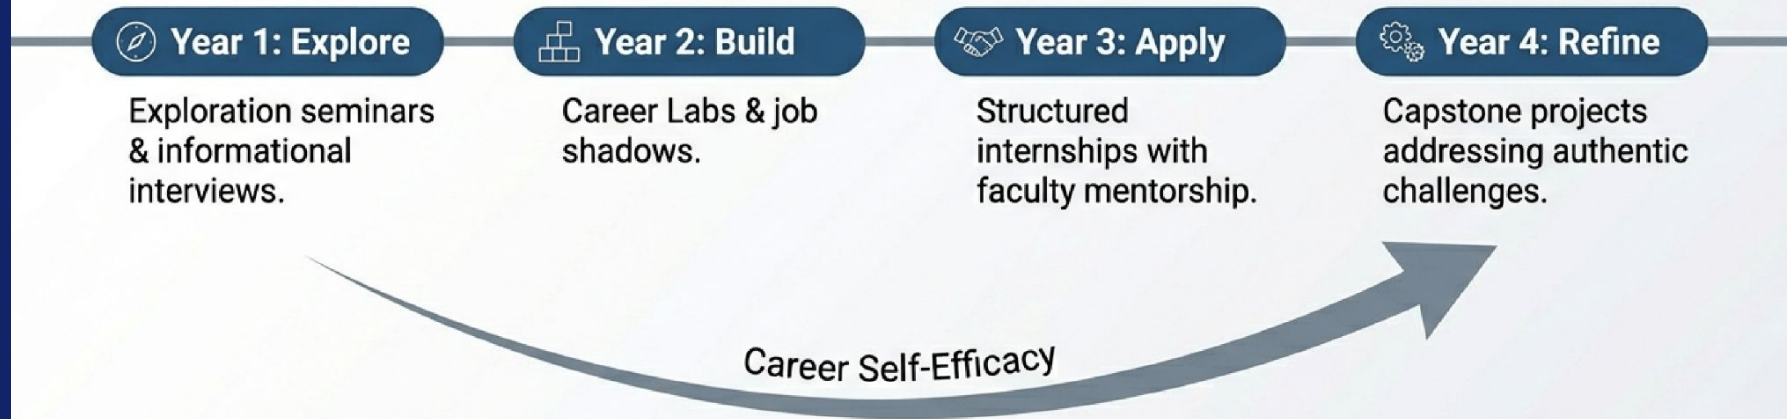 Year 1: Explore
Exploration seminars
& informational
interviews.
Year 2: Build
Career Labs & job
shadows.
Year 3: Apply
Structured
internships with
faculty mentorship.
Year 4: Refine
Capstone projects
addressing authentic
challenges.
Career Self-Efficacy